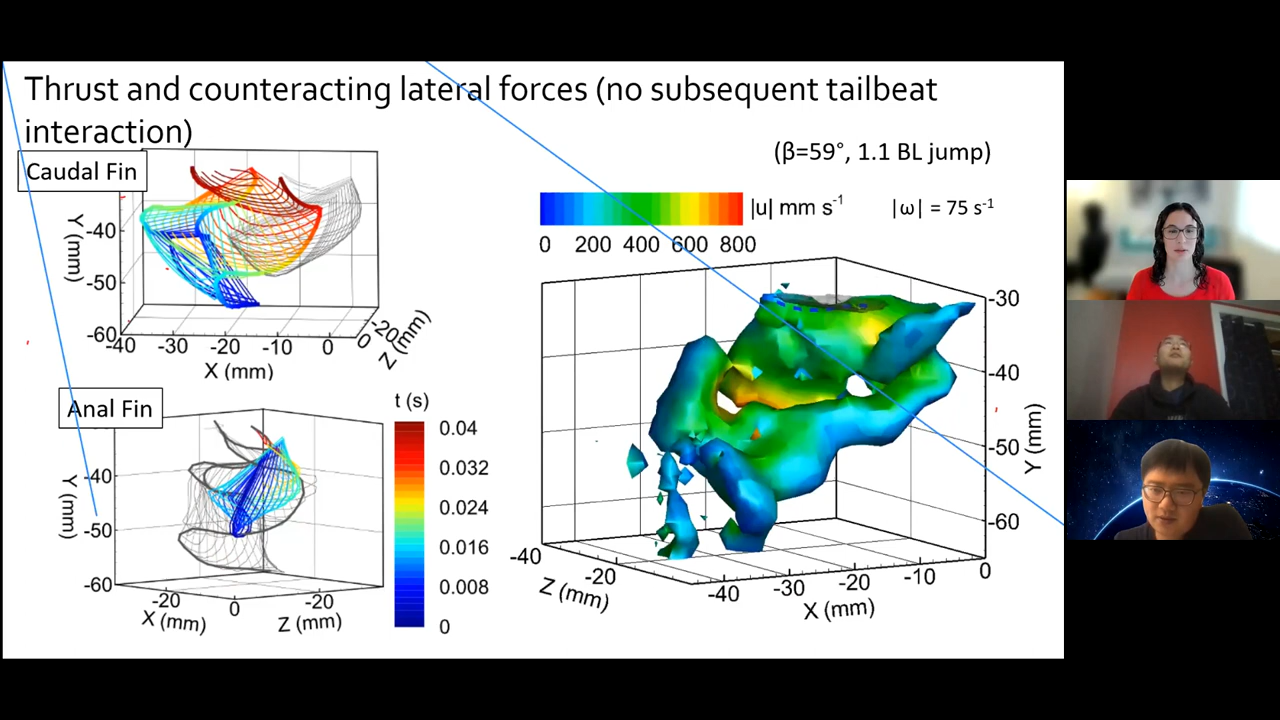 Thrust and counteracting lateral forces (no subsequent tailbeat
interaction)
Caudal Fin
Y (mm)
-40
-50
-60
-40
-30
-20
-10
0
X (mm)
0
-20
Z (mm)
Anal Fin
Y (mm)
-40
-50
-60
-20
0
-20
X (mm)
Z (mm)
t (s)
0.04
0.032
0.024
0.016
0.008
0
(β=59°, 1.1 BL jump)
|u| mm s-1
|ω| = 75 s-1
0 200 400 600 800
-30
-40
-50
-60
Y (mm)
-40
-20
Z (mm)
-40
-30
-20
-10
0
X (mm)